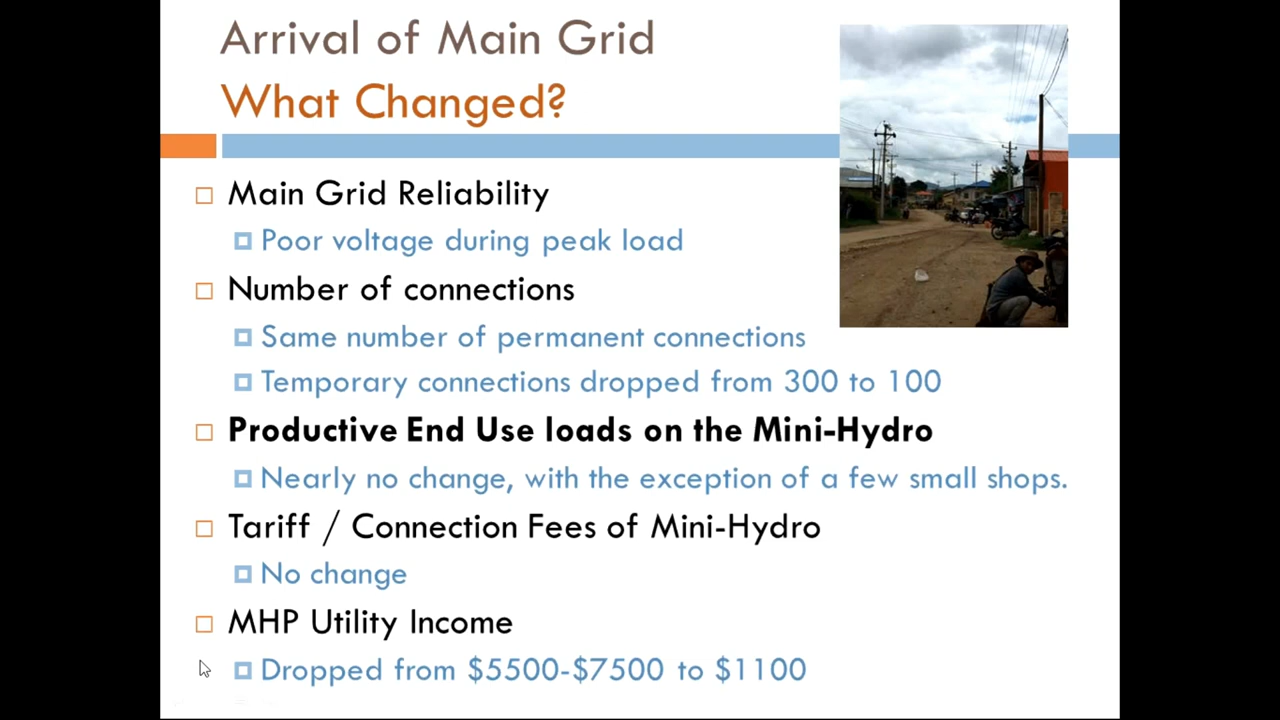 Arrival of Main Grid
What Changed?
Main Grid Reliability
Poor voltage during peak load
Number of connections
Same number of permanent connections
Temporary connections dropped from 300 to 100
Productive End Use loads on the Mini-Hydro
Nearly no change, with the exception of a few small shops.
Tariff / Connection Fees of Mini-Hydro
No change
MHP Utility Income
Dropped from $5500-$7500 to $1100